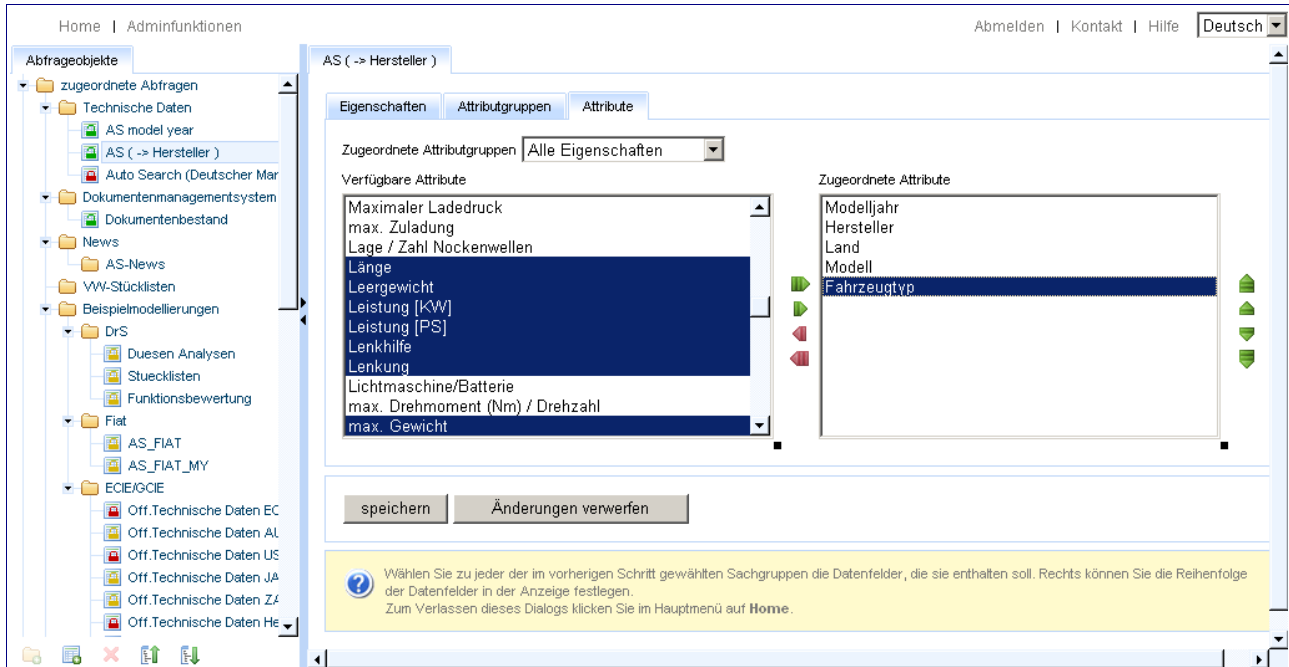 Home | Adminfunktionen
Abmelden | Kontakt | Hilfe Deutsch
Abfrageobjekte
zugeordnete Abfragen
Technische Daten
AS model year
AS ( -> Hersteller )
Auto Search (Deutscher Mar
Dokumentenmanagementsystem
Dokumentenbestand
News
AS-News
VW-Stücklisten
Beispielmodellierungen
DrS
Duesen Analysen
Stuecklisten
Funktionsbewertung
Fiat
AS_FIAT
AS_FIAT_MY
ECIE/GCIE
Off.Technische Daten EC
Off.Technische Daten AU
Off.Technische Daten US
Off.Technische Daten JA
Off.Technische Daten ZA
Off.Technische Daten He
AS ( -> Hersteller )
Eigenschaften Attributgruppen Attribute
Zugeordnete Attributgruppen Alle Eigenschaften
Verfügbare Attribute
Maximaler Ladedruck
max. Zuladung
Lage / Zahl Nockenwellen
Länge
Leergewicht
Leistung [KW]
Leistung [PS]
Lenkhilfe
Lenkung
Lichtmaschine/Batterie
max. Drehmoment (Nm) / Drehzahl
max. Gewicht
Zugeordnete Attribute
Modelljahr
Hersteller
Land
Modell
Fahrzeugtyp
speichern Änderungen verwerfen
Wählen Sie zu jeder der im vorherigen Schritt gewählten Sachgruppen die Datenfelder, die sie enthalten soll. Rechts können Sie die Reihenfolge
der Datenfelder in der Anzeige festlegen.
Zum Verlassen dieses Dialogs klicken Sie im Hauptmenü auf Home.